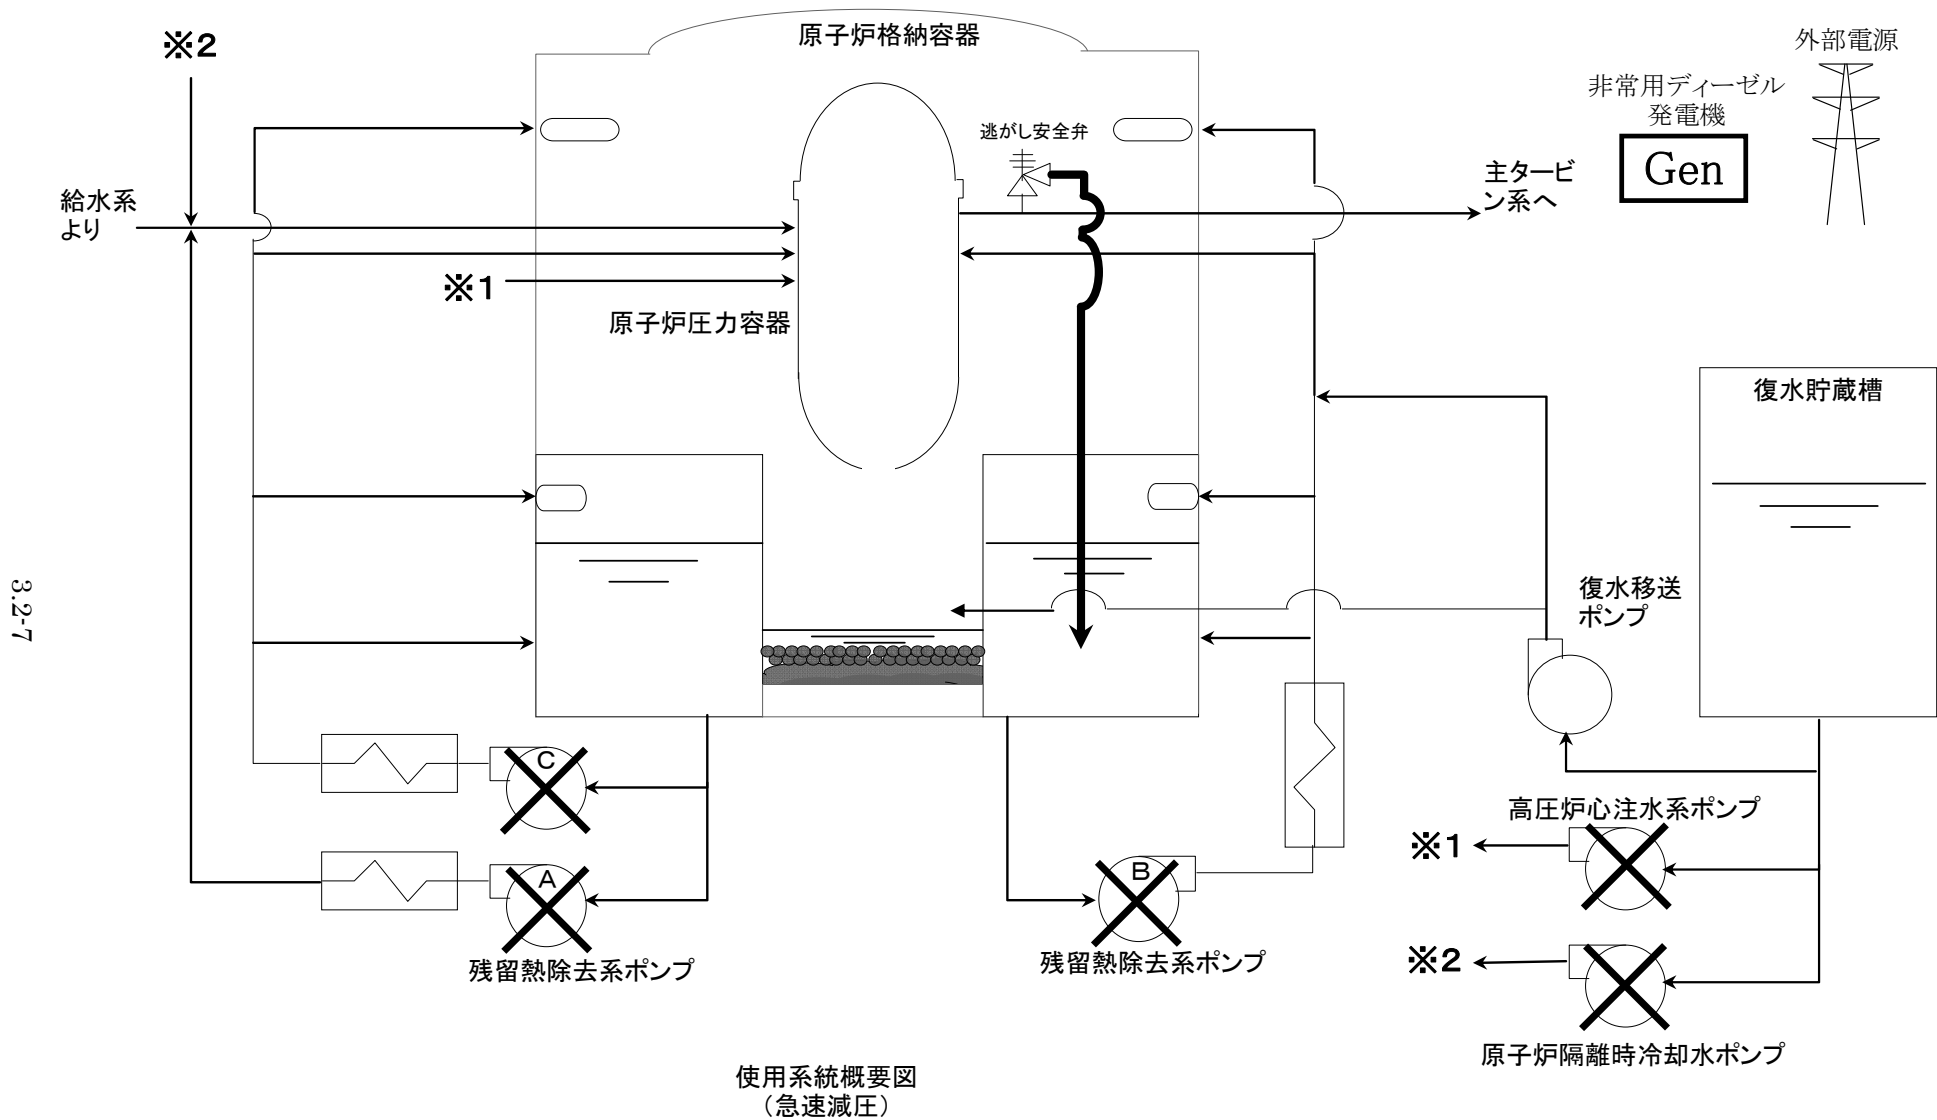 ※2
原子炉格納容器
外部電源
非常用ディーゼル
発電機
Gen
逃がし安全弁
主タービ
ン系へ
給水系
より
※1
原子炉圧力容器
復水貯蔵槽
復水移送
ポンプ
3.2-7
C
A
残留熱除去系ポンプ
B
残留熱除去系ポンプ
高圧炉心注水系ポンプ
※1
※2
原子炉隔離時冷却水ポンプ
使用系統概要図
（急速減圧）